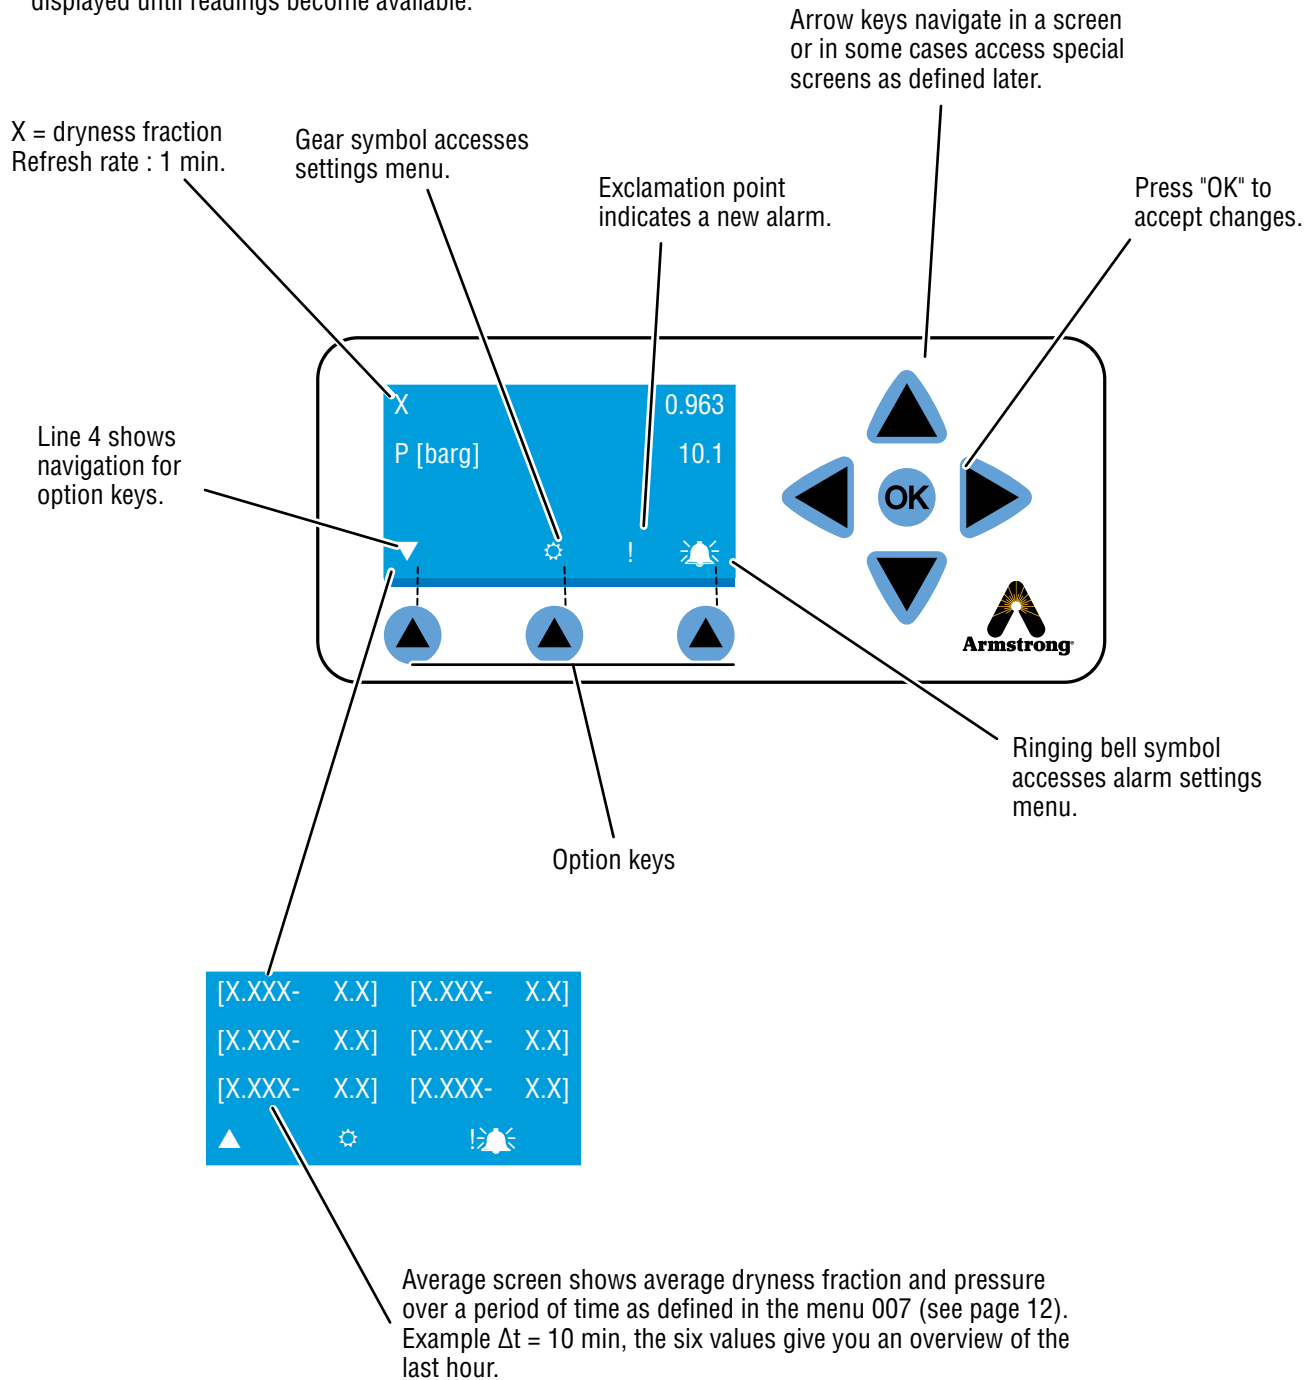 displayed until readings become available.
Arrow keys navigate in a screen
or in some cases access special
screens as defined later.
X = dryness fraction
Refresh rate : 1 min.
Gear symbol accesses
settings menu.
Exclamation point
indicates a new alarm.
Press "OK" to
accept changes.
Line 4 shows
navigation for
option keys.
X 0.963
P [barg] 10.1
!
OK
Armstrong
Ringing bell symbol
accesses alarm settings
menu.
Option keys
[X.XXX- X.X] [X.XXX- X.X]
[X.XXX- X.X] [X.XXX- X.X]
[X.XXX- X.X] [X.XXX- X.X]
!
Average screen shows average dryness fraction and pressure
over a period of time as defined in the menu 007 (see page 12).
Example Δt = 10 min, the six values give you an overview of the
last hour.